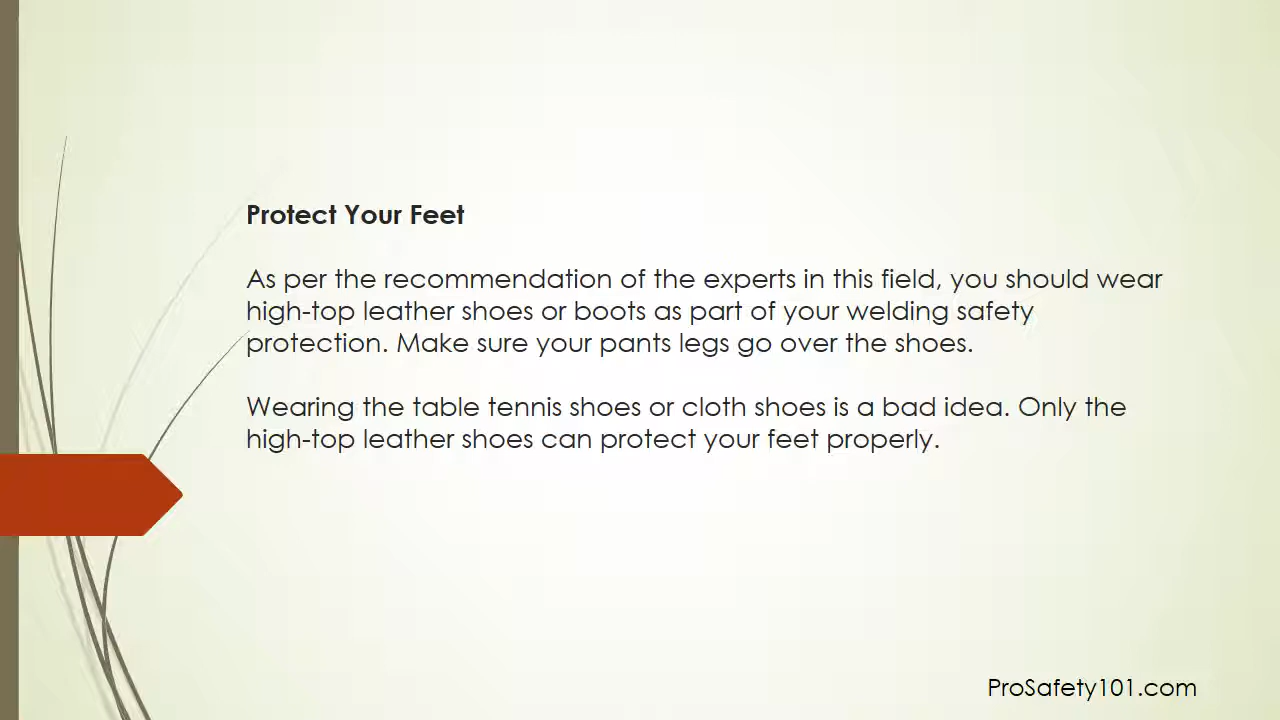 Protect Your Feet
As per the recommendation of the experts in this field, you should wear
high-top leather shoes or boots as part of your welding safety
protection. Make sure your pants legs go over the shoes.
Wearing the table tennis shoes or cloth shoes is a bad idea. Only the
high-top leather shoes can protect your feet properly.
ProSafety101.com